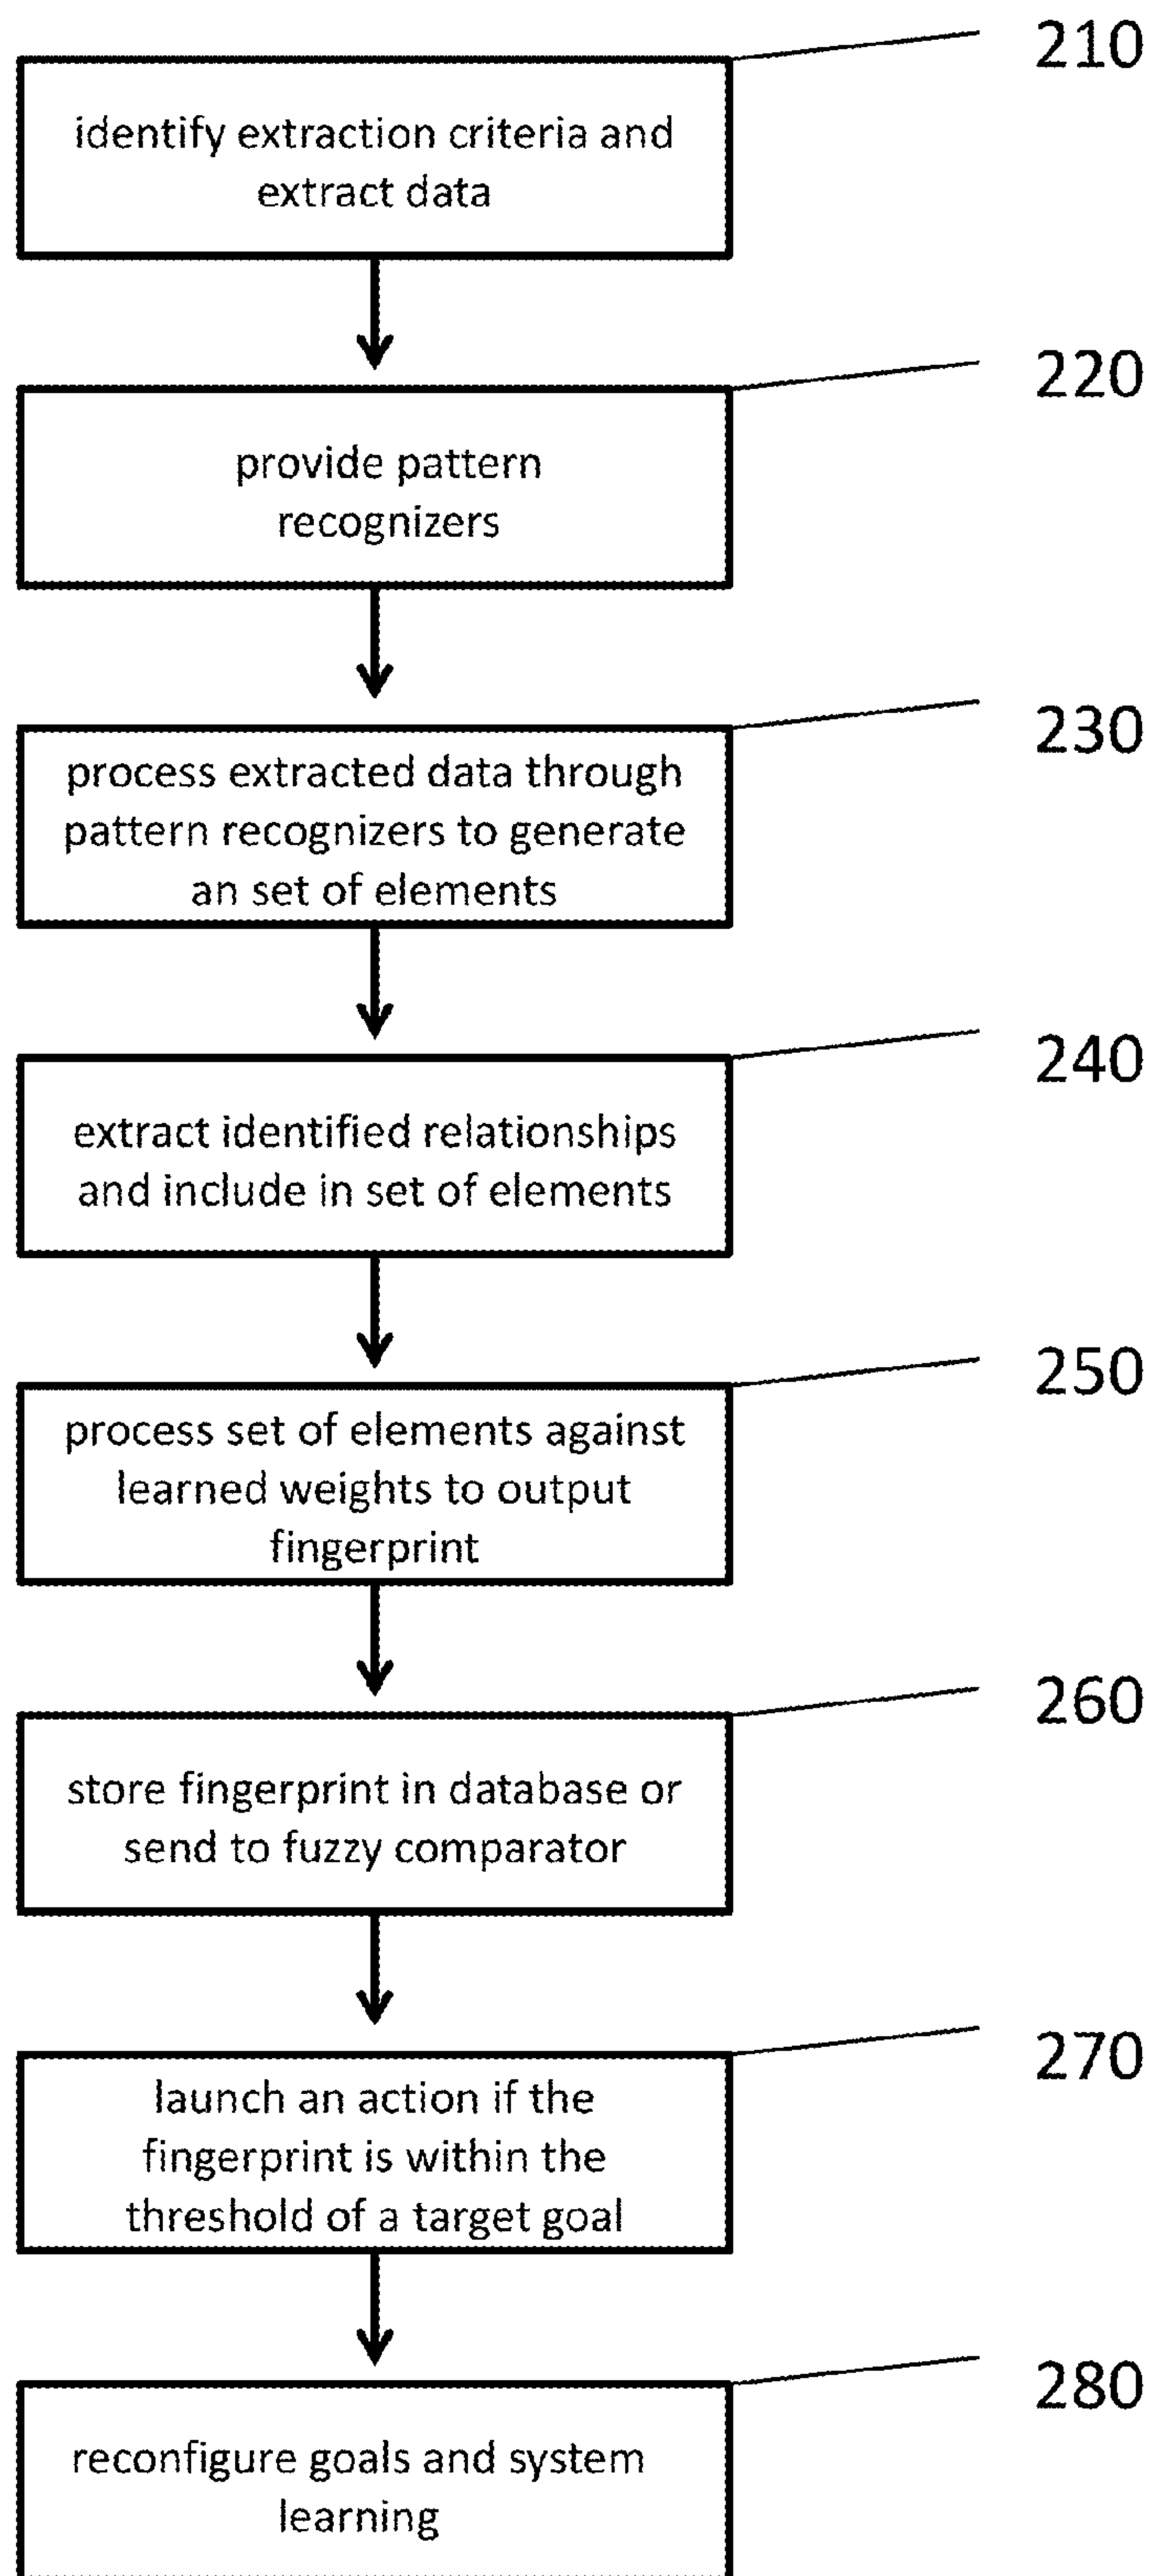 210
identify extraction criteria and
extract data
220
provide pattern
recognizers
230
process extracted data through
pattern recognizers to generate
an set of elements
240
extract identified relationships
and include in set of elements
250
process set of elements against
learned weights to output
fingerprint
260
store fingerprint in database or
send to fuzzy comparator
270
launch an action if the
fingerprint is within the
threshold of a target goal
280
reconfigure goals and system
learning